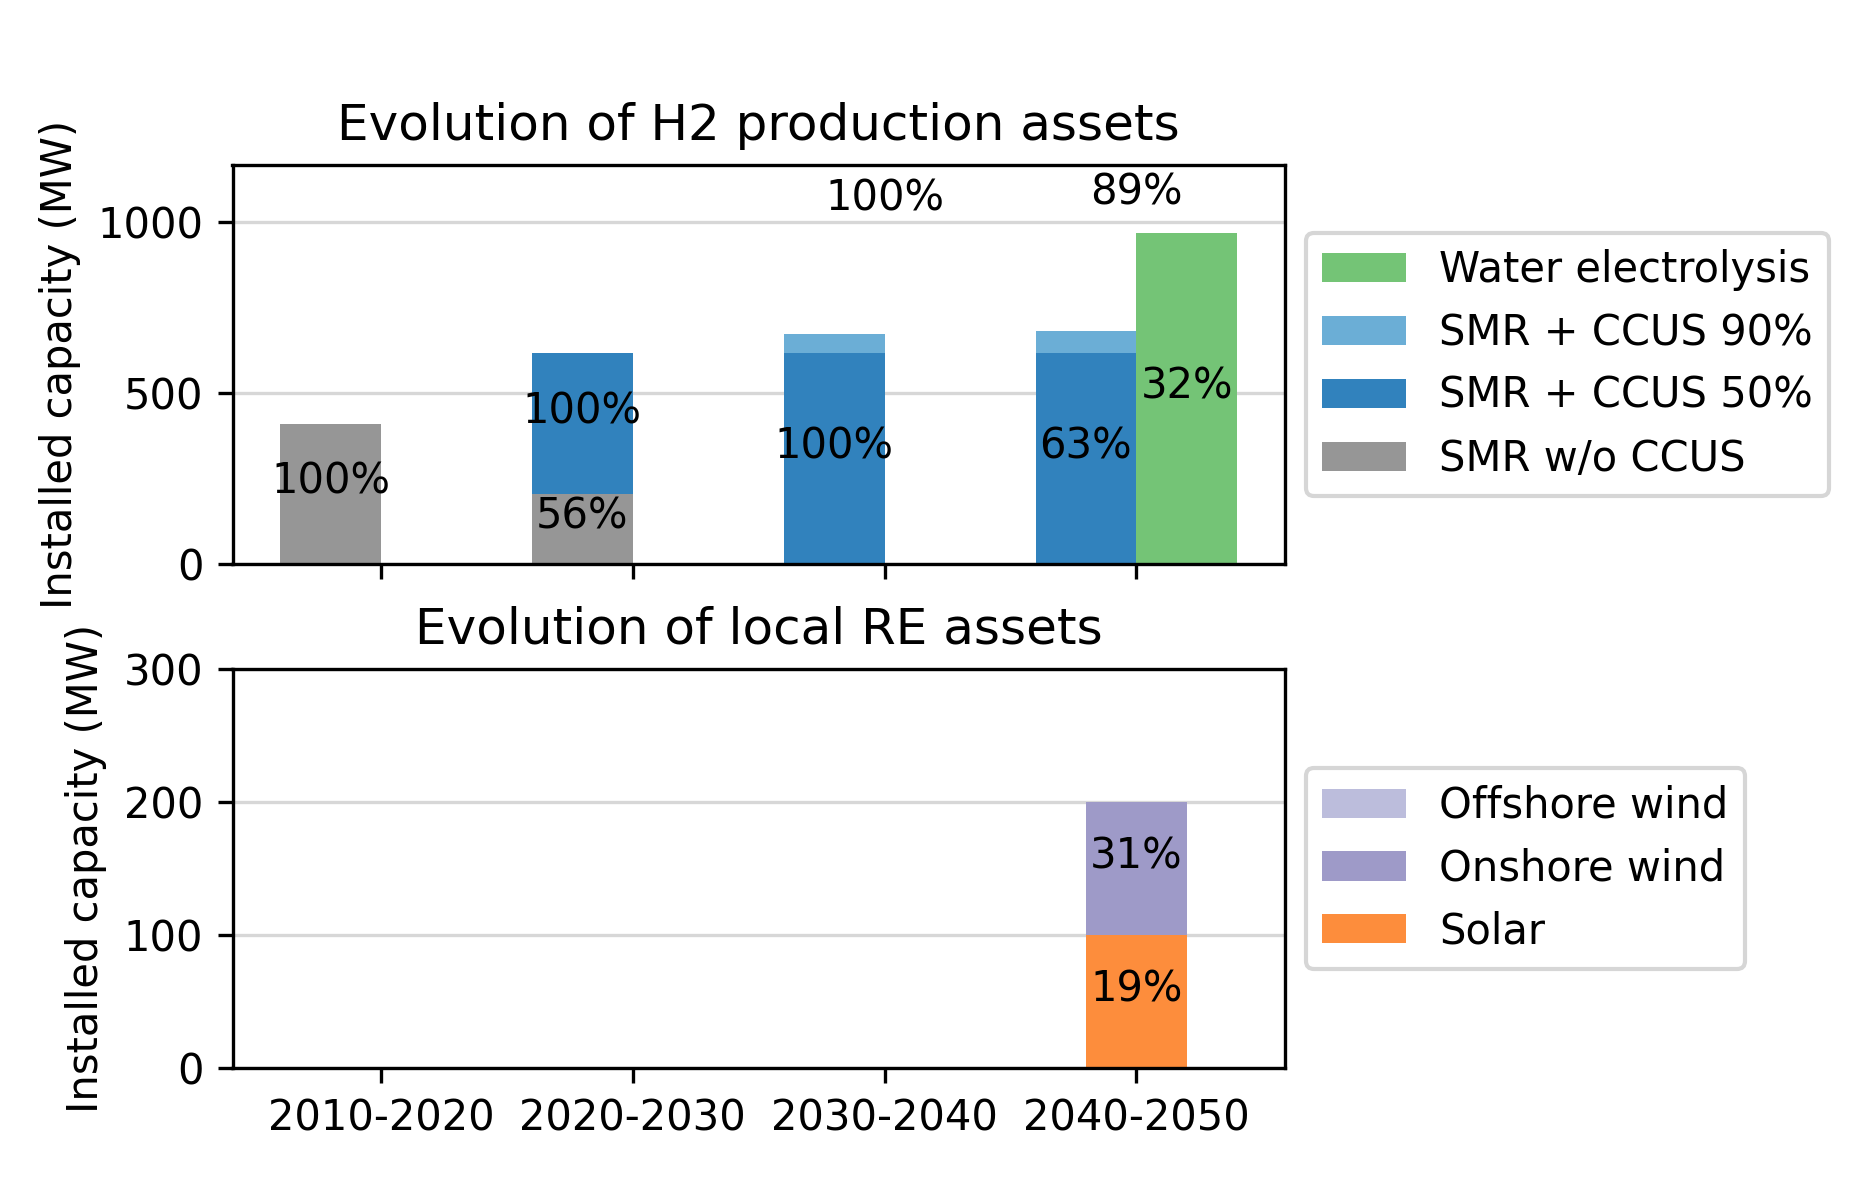 Evolution of H2 production assets
Installed capacity (MW)
1000
500
0
100%
56%
100%
100%
100%
63%
89%
32%
Water electrolysis
SMR + CCUS 90%
SMR + CCUS 50%
SMR w/o CCUS
Evolution of local RE assets
Installed capacity (MW)
300
200
100
0
31%
19%
2010-2020 2020-2030 2030-2040 2040-2050
Offshore wind
Onshore wind
Solar